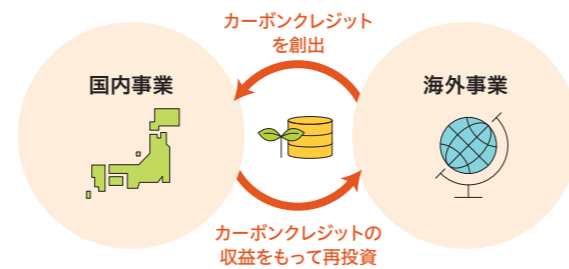 カーボンクレジット
を創出
国内事業
海外事業
カーボンクレジットの
収益をもって再投資